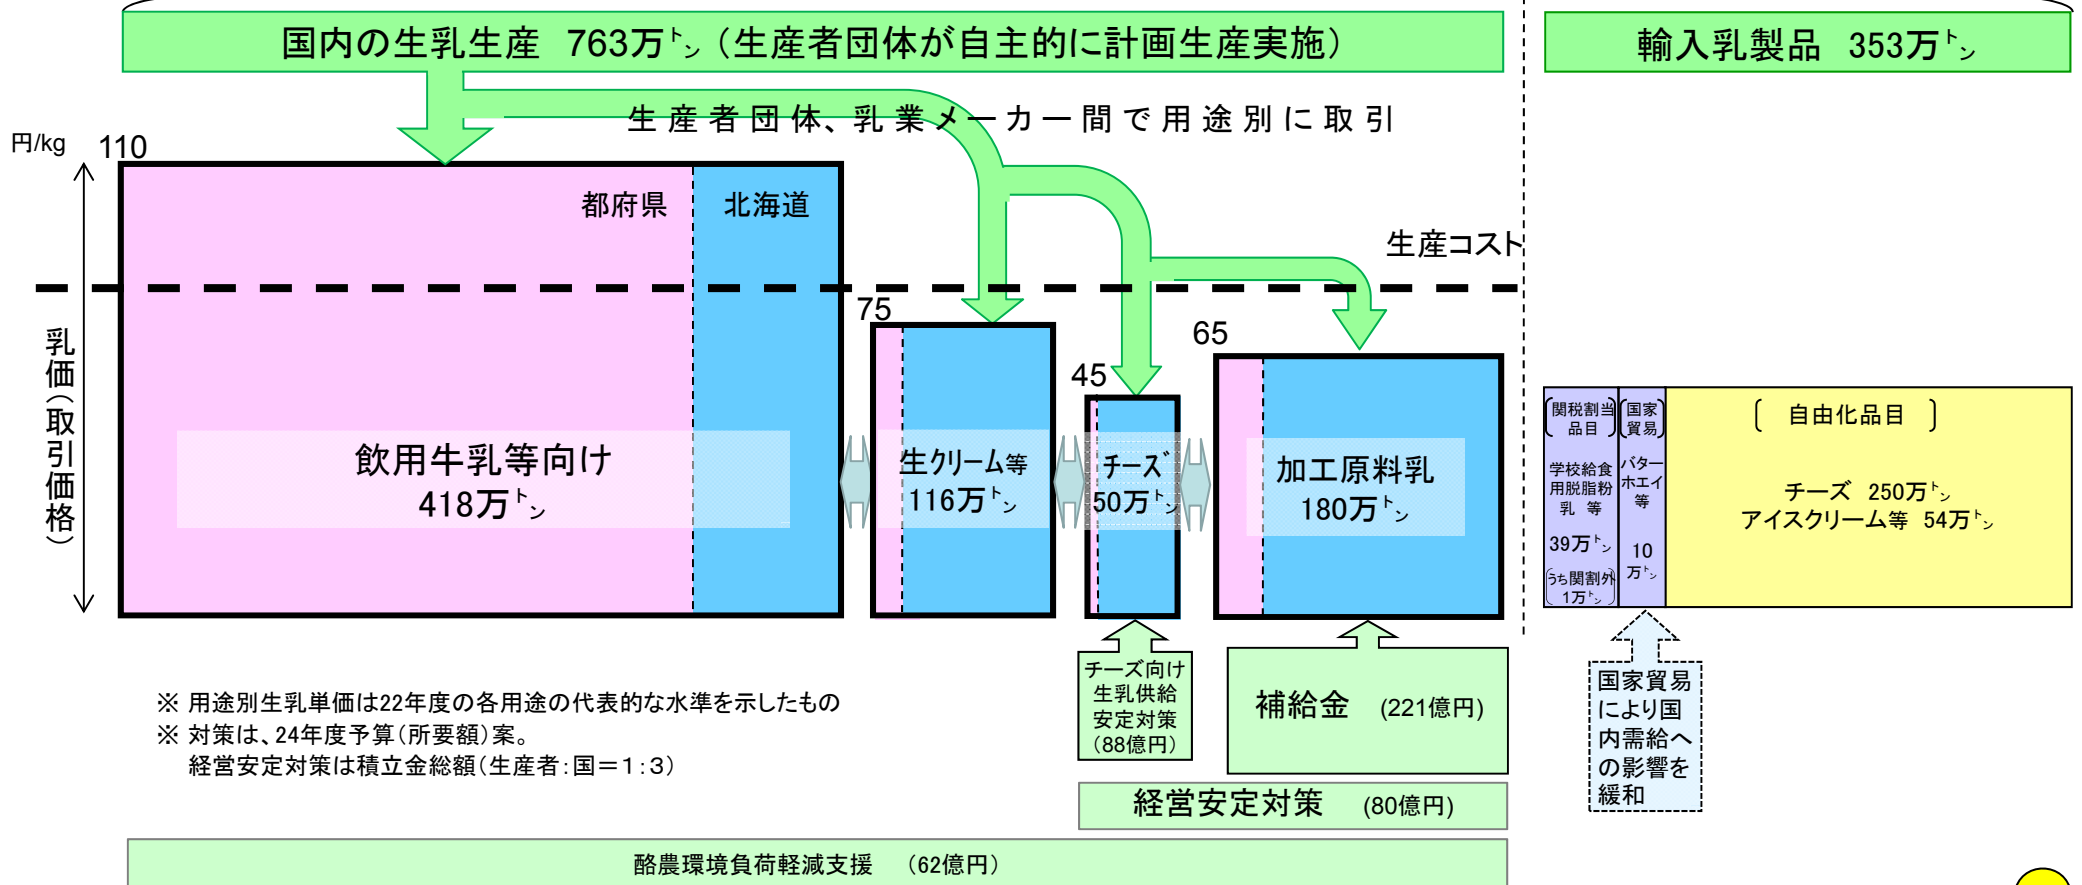 国内の生乳生産 763万㌧(生産者団体が自主的に計画生産実施)
輸入乳製品 353万㌧
生産者団体、乳業メーカー間で用途別に取引
円/kg
110
都府県
北海道
生産コスト
75
65
45
乳価(取引価格)
飲用牛乳等向け
418万㌧
生クリーム等
116万㌧
チーズ
50万㌧
加工原料乳
180万㌧
関税割当
品目
学校給食
用脱脂粉
乳 等
39万㌧
うち関割外
1万㌧
国家
貿易
バター
ホエイ
等
10
万㌧
〔 自由化品目 〕
チーズ 250万㌧
アイスクリーム等 54万㌧
チーズ向け
生乳供給
安定対策
(88億円)
補給金 (221億円)
国家貿易
により国
内需給へ
の影響を
緩和
※ 用途別生乳単価は22年度の各用途の代表的な水準を示したもの
※ 対策は、24年度予算(所要額)案。
経営安定対策は積立金総額(生産者:国=1:3)
経営安定対策 (80億円)
酪農環境負荷軽減支援 (62億円)